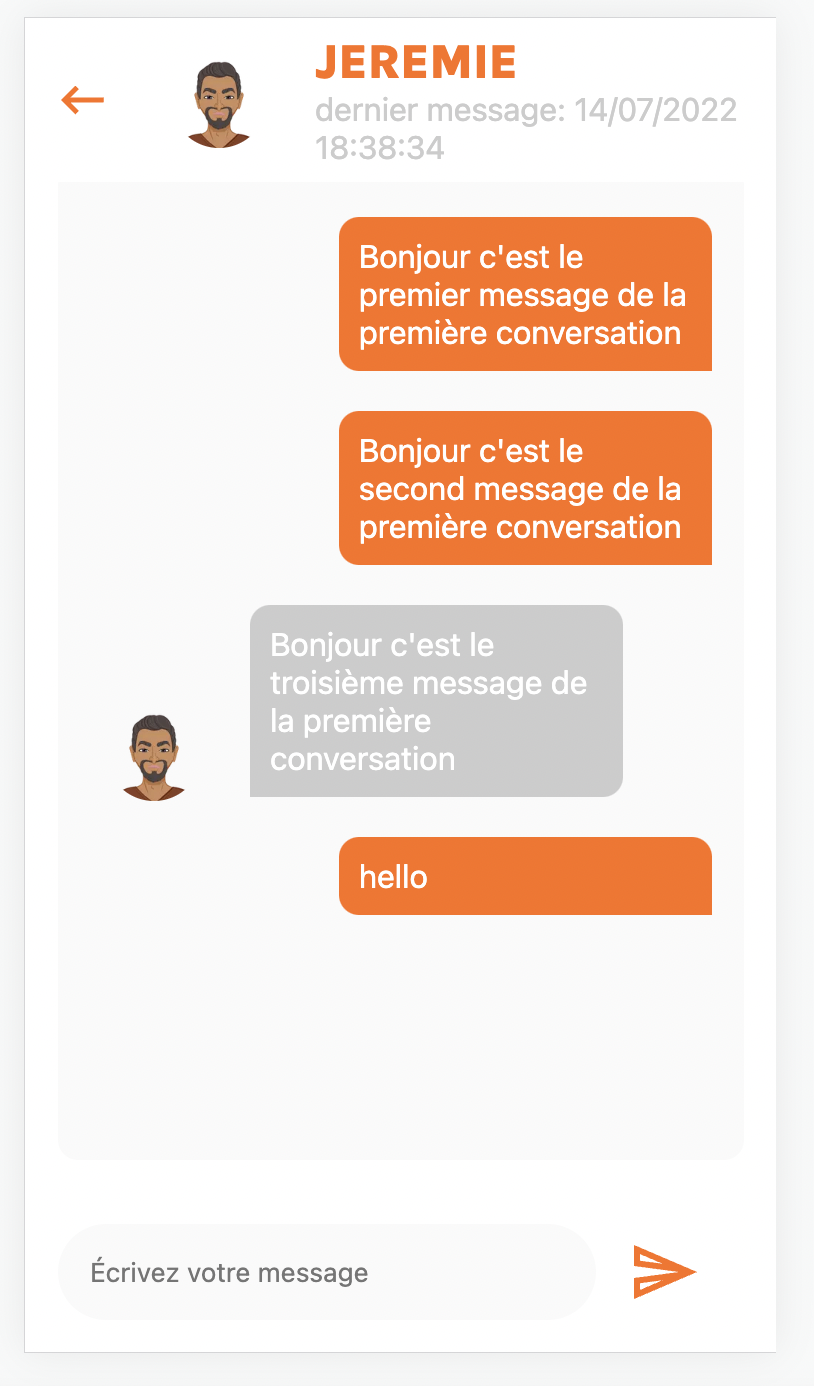 JEREMIE
dernier message: 14/07/2022
18:38:34
Bonjour c'est le
premier message de la
première conversation
Bonjour c'est le
second message de la
première conversation
Bonjour c'est le
troisième message de
la première
conversation
hello
Écrivez votre message